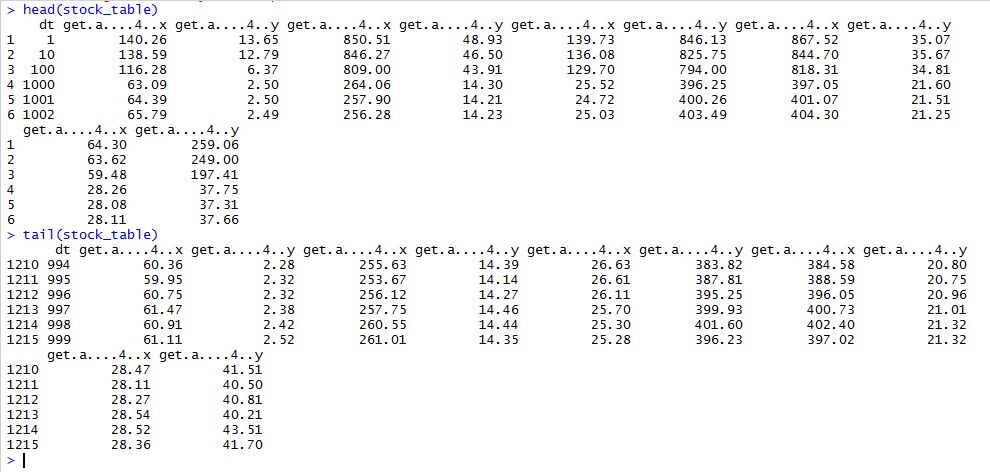 > head(stock_table)
dt get.a....4..x get.a....4..y get.a....4..x get.a....4..y get.a....4..x get.a....4..y get.a....4..x get.a....4..y
1 1 140.26 13.65 850.51 48.93 139.73 846.13 867.52 35.07
2 10 138.59 12.79 846.27 46.50 136.08 825.75 844.70 35.67
3 100 116.28 6.37 809.00 43.91 129.70 794.00 818.31 34.81
4 1000 63.09 2.50 264.06 14.30 25.52 396.25 397.05 21.60
5 1001 64.39 2.50 257.90 14.21 24.72 400.26 401.07 21.51
6 1002 65.79 2.49 256.28 14.23 25.03 403.49 404.30 21.25
get.a....4..x get.a....4..y
1 64.30 259.06
2 63.62 249.00
3 59.48 197.41
4 28.26 37.75
5 28.08 37.31
6 28.11 37.66
> tail(stock_table)
dt get.a....4..x get.a....4..y get.a....4..x get.a....4..y get.a....4..x get.a....4..y get.a....4..x get.a....4..y
1210 994 60.36 2.28 255.63 14.39 26.63 383.82 384.58 20.80
1211 995 59.95 2.32 253.67 14.14 26.61 387.81 388.59 20.75
1212 996 60.75 2.32 256.12 14.27 26.11 395.25 396.05 20.96
1213 997 61.47 2.38 257.75 14.46 25.70 399.93 400.73 21.01
1214 998 60.91 2.42 260.55 14.44 25.30 401.60 402.40 21.32
1215 999 61.11 2.52 261.01 14.35 25.28 396.23 397.02 21.32
get.a....4..x get.a....4..y
1210 28.47 41.51
1211 28.11 40.50
1212 28.27 40.81
1213 28.54 40.21
1214 28.52 43.51
1215 28.36 41.70
>